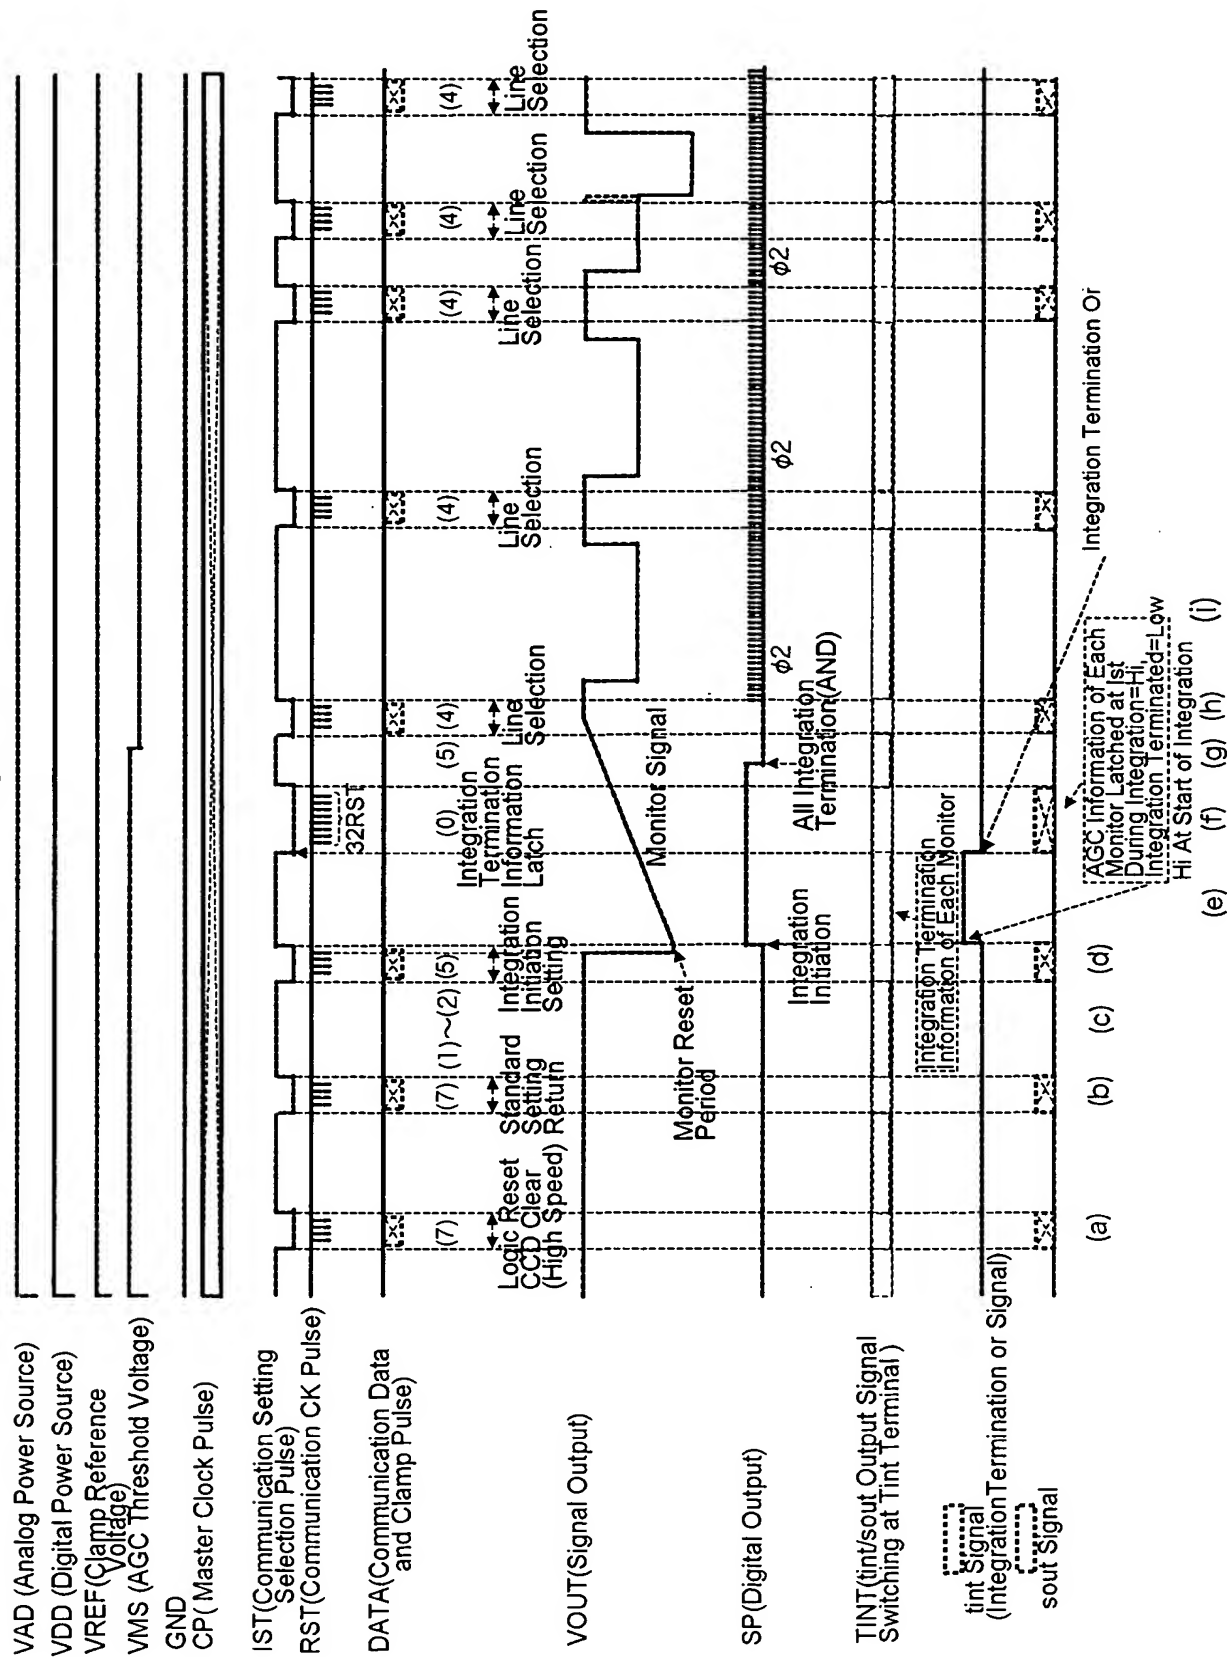 VAD (Analog Power Source)
VDD (Digital Power Source)
VREF(Clamp Reference
Voltage)
VMS (AGC Threshold Voltage)
GND
CP( Master Clock Pulse)
IST(Communication Setting
Selection Pulse)
RST(Communication CK Pulse)
32RST
DATA(Communication Data
and Clamp Pulse)
(7)
(7)
(1)～(2)
(5)
(0)
(5)
(4)
(4)
(4)
(4)
(4)
Logic Reset
CCD Clear
(High Speed)
Standard
Setting
Return
Integration
Initiation
Setting
Integration
Termination
Information
Latch
Line
Selection
Line
Selection
Line
Selection
Line
Selection
Line
Selection
VOUT(Signal Output)
Monitor Reset
Period
Monitor Signal
SP(Digital Output)
Integration
Initiation
All Integration
Termination(AND)
ϕ2
ϕ2
ϕ2
TINT(tint/sout Output Signal
Switching at Tint Terminal )
Integration Termination
Information of Each Monitor
tint Signal
(IntegrationTermination or Signal)
sout Signal
AGC Information of Each
Monitor Latched at Ist
During Integration=Hi,
Integration Terminated=Low
Hi At Start of Integration
Integration Termination Or
(a)
(b)
(c)
(d)
(e)
(f)
(g)
(h)
(i)